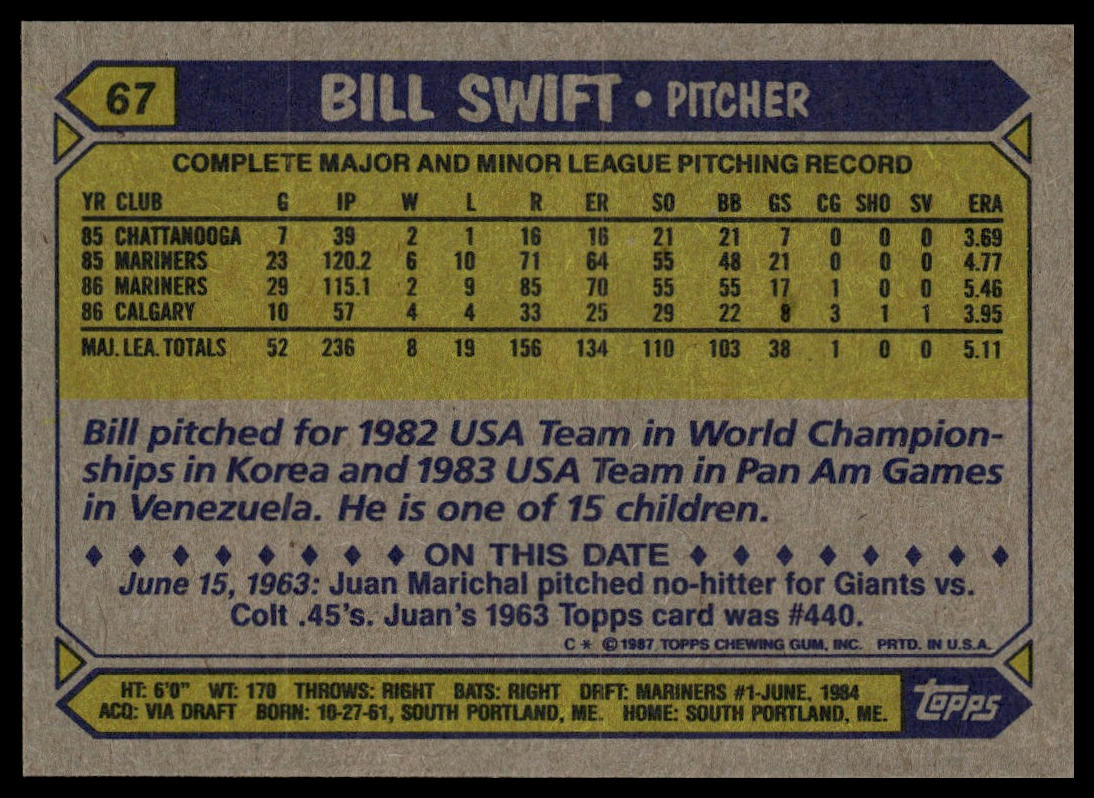 67 BILL SWIFT • PITCHER
COMPLETE MAJOR AND MINOR LEAGUE PITCHING RECORD
YR CLUB G IP W L R ER SO BB GS CG SHO SV ERA
85 CHATTANOOGA 7 39 2 1 16 16 21 21 7 0 0 0 3.69
85 MARINERS 23 120.2 6 10 71 64 55 48 21 0 0 0 4.77
86 MARINERS 29 115.1 2 9 85 70 55 55 17 1 0 0 5.46
86 CALGARY 10 57 4 4 33 25 29 22 8 3 1 1 3.95
MAJ. LEA. TOTALS 52 236 8 19 156 134 110 103 38 1 0 0 5.11
Bill pitched for 1982 USA Team in World Champion-
ships in Korea and 1983 USA Team in Pan Am Games
in Venezuela. He is one of 15 children.
ON THIS DATE
June 15, 1963: Juan Marichal pitched no-hitter for Giants vs.
Colt .45's. Juan's 1963 Topps card was #440.
C * © 1987 TOPPS CHEWING GUM, INC. PRTD. IN U.S.A.
HT: 6'0" WT: 170 THROWS: RIGHT BATS: RIGHT DRFT: MARINERS #1-JUNE, 1984
ACQ: VIA DRAFT BORN: 10-27-61, SOUTH PORTLAND, ME. HOME: SOUTH PORTLAND, ME.
topps